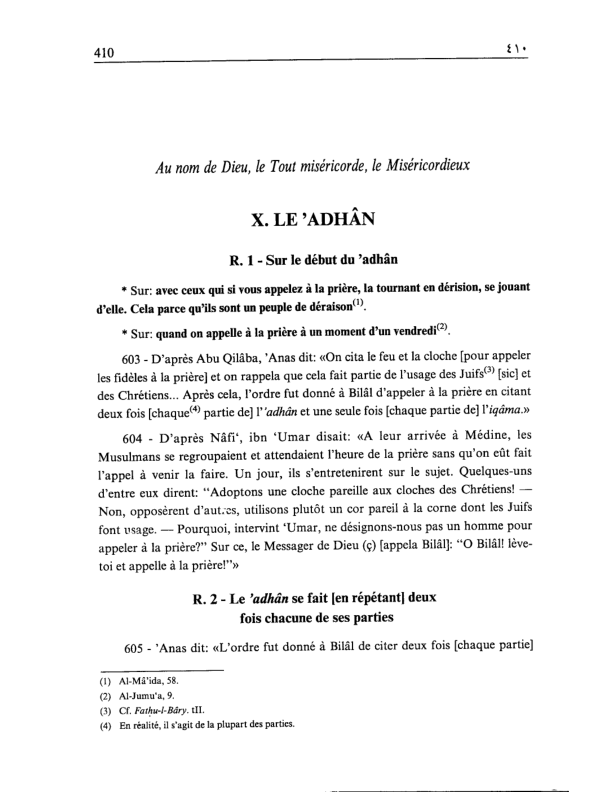 410 ٤١٠
Au nom de Dieu, le Tout miséricorde, le Miséricordieux
X. LE ’ADHÂN
R. 1 - Sur le début du ’adhân
* Sur: avec ceux qui si vous appelez à la prière, la tournant en dérision, se jouant
d'elle. Cela parce qu'ils sont un peuple de déraison(1).
* Sur: quand on appelle à la prière à un moment d'un vendredi(2).
603 - D'après Abu Qilâba, ’Anas dit: «On cita le feu et la cloche [pour appeler
les fidèles à la prière] et on rappela que cela fait partie de l'usage des Juifs(3) [sic] et
des Chrétiens... Après cela, l'ordre fut donné à Bilâl d'appeler à la prière en citant
deux fois [chaque(4) partie de] l'’adhân et une seule fois [chaque partie de] l'iqâma.»
604 - D'après Nâfi‘, ibn ‘Umar disait: «A leur arrivée à Médine, les
Musulmans se regroupaient et attendaient l'heure de la prière sans qu'on eût fait
l'appel à venir la faire. Un jour, ils s'entretenirent sur le sujet. Quelques-uns
d'entre eux dirent: “Adoptons une cloche pareille aux cloches des Chrétiens! —
Non, opposèrent d'autres, utilisons plutôt un cor pareil à la corne dont les Juifs
font usage. — Pourquoi, intervint ‘Umar, ne désignons-nous pas un homme pour
appeler à la prière?” Sur ce, le Messager de Dieu (ç) [appela Bilâl]: “O Bilâl! lève-
toi et appelle à la prière!”»
R. 2 - Le ’adhân se fait [en répétant] deux
fois chacune de ses parties
605 - ’Anas dit: «L'ordre fut donné à Bilâl de citer deux fois [chaque partie]
(1) Al-Mâ’ida, 58.
(2) Al-Jumu‘a, 9.
(3) Cf. Fatḥu-l-Bâry. tII.
(4) En réalité, il s'agit de la plupart des parties.